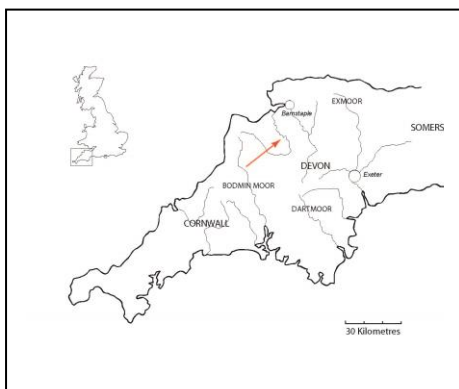 EXMOOR
Barnstaple
SOMERS
DEVON
Exeter
BODMIN MOOR
DARTMOOR
CORNWALL
30 Kilometres